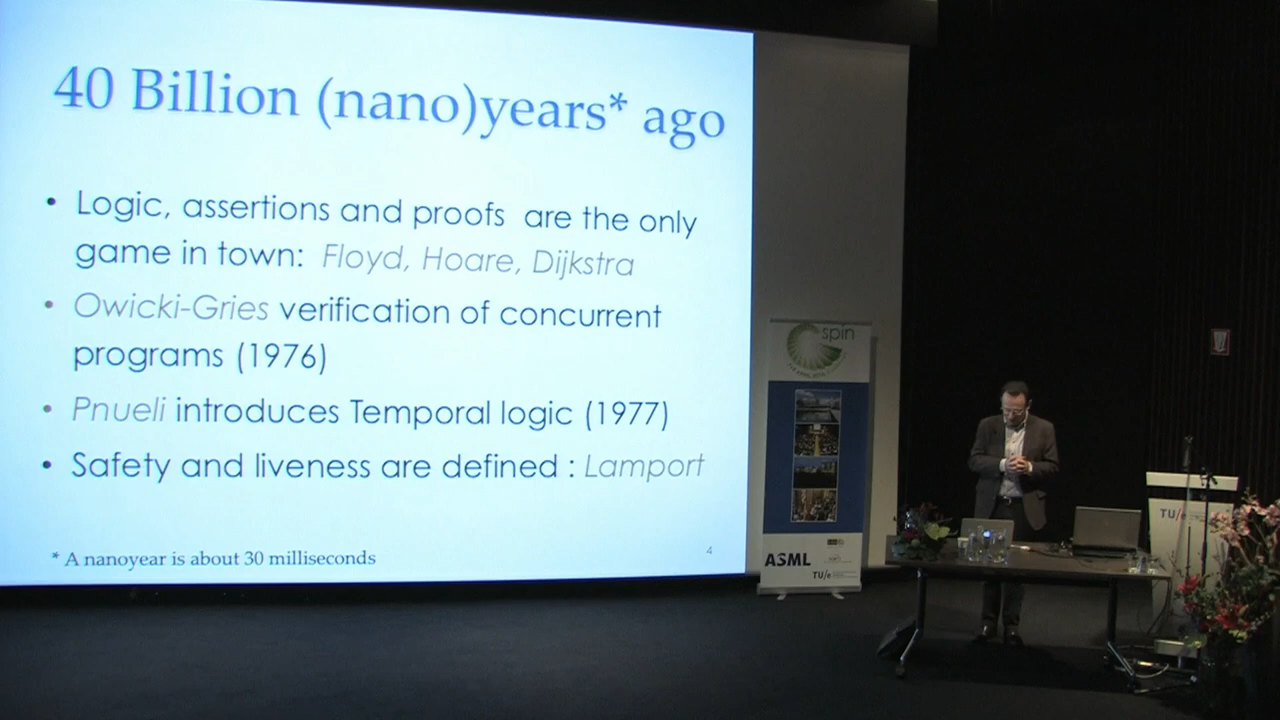 40 Billion (nano)years* ago
• Logic, assertions and proofs are the only
game in town: Floyd, Hoare, Dijkstra
• Owicki-Gries verification of concurrent
programs (1976)
• Pnueli introduces Temporal logic (1977)
• Safety and liveness are defined : Lamport
* A nanoyear is about 30 milliseconds
4
spin
ASML
TU/e
TU/e